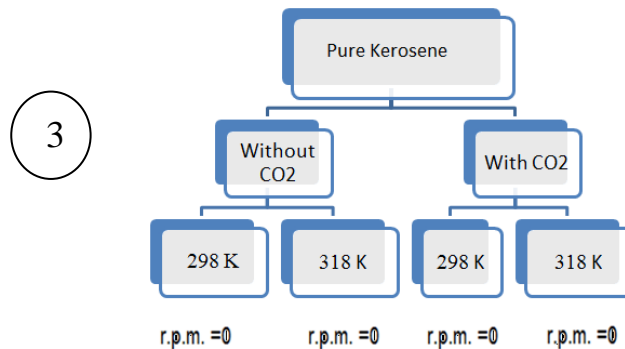 Pure Kerosene
3
Without
CO2
With CO2
298 K
318 K
298 K
318 K
r.p.m. =0
r.p.m. =0
r.p.m. =0
r.p.m. =0